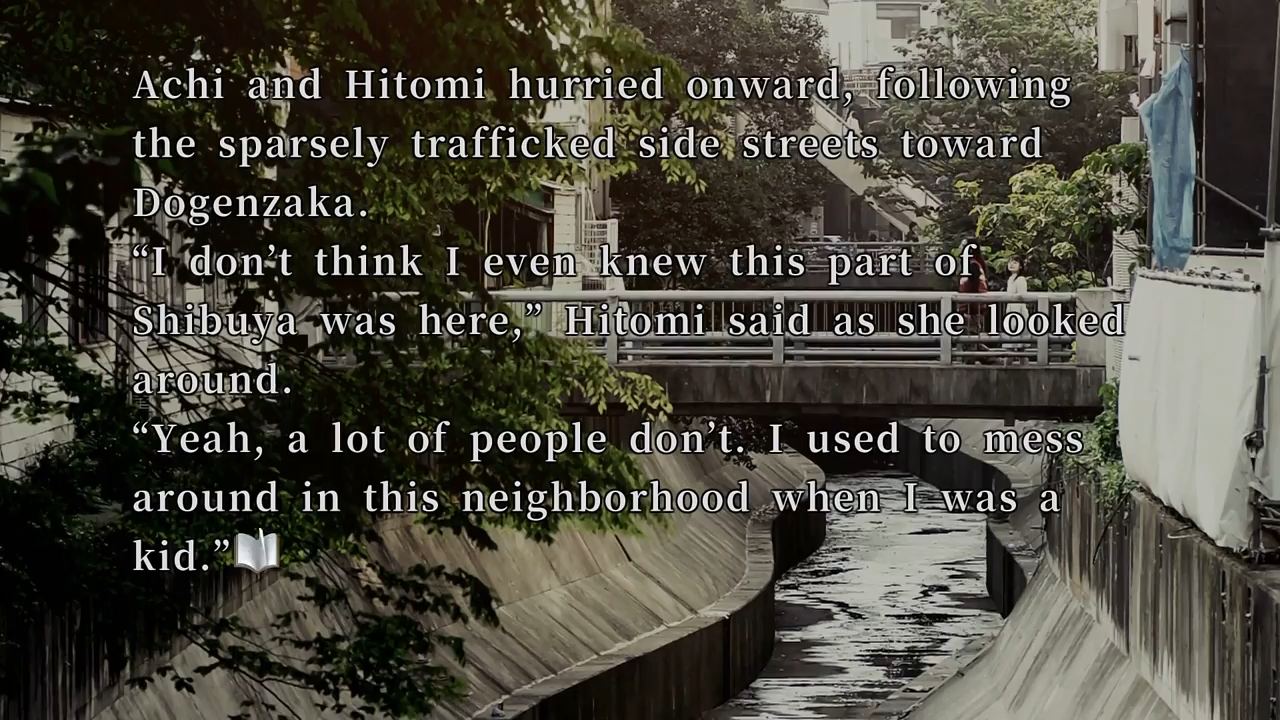 Achi and Hitomi hurried onward, following
the sparsely trafficked side streets toward
Dogenzaka.
“I don’t think I even knew this part of
Shibuya was here,” Hitomi said as she looked
around.
“Yeah, a lot of people don’t. I used to mess
around in this neighborhood when I was a
kid.”